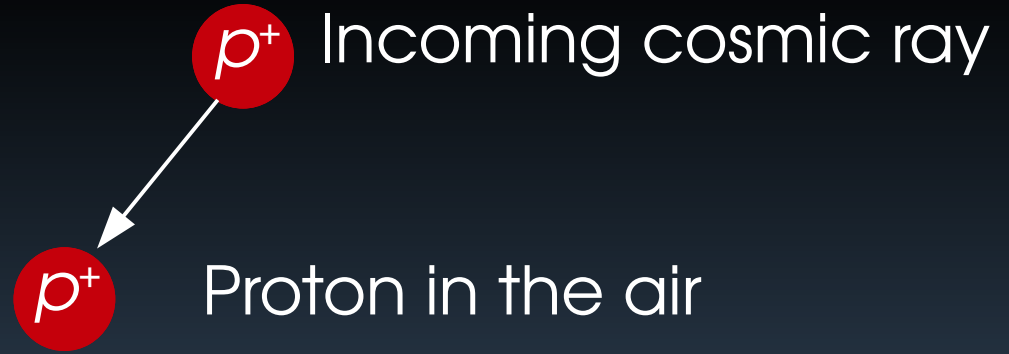 p⁺ Incoming cosmic ray
p⁺ Proton in the air